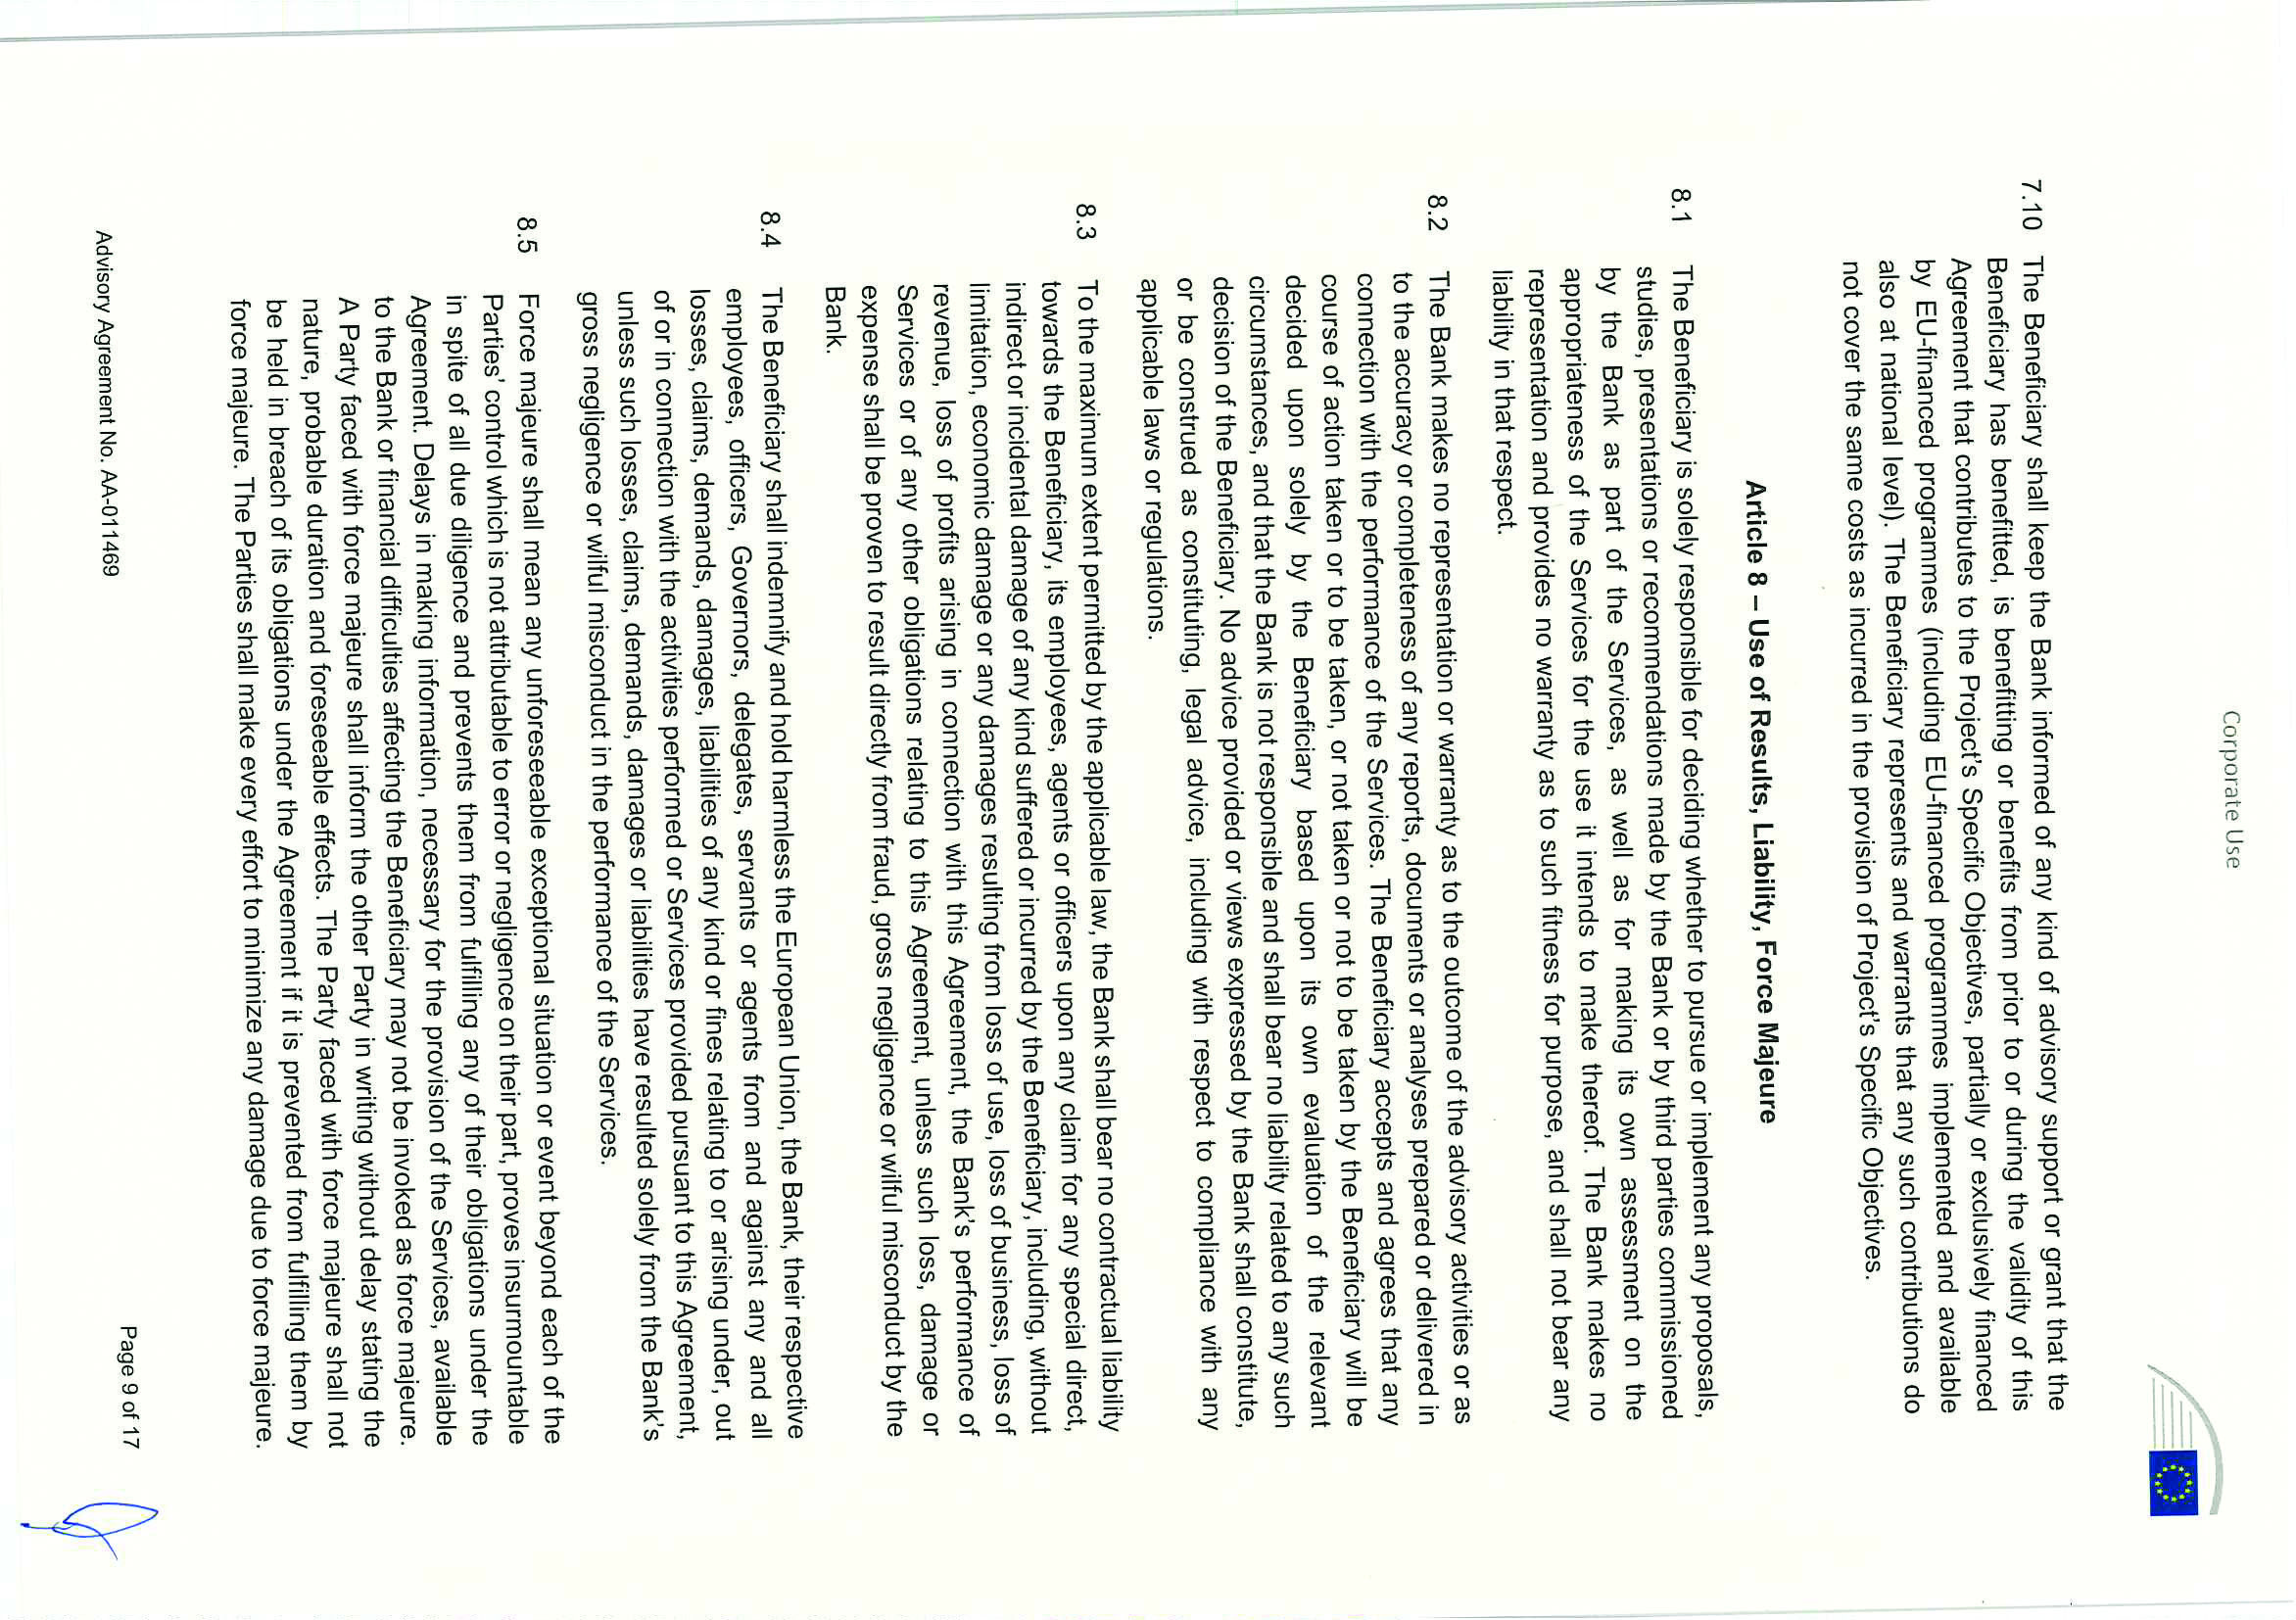 Corporate Use
7.10 The Beneficiary shall keep the Bank informed of any kind of advisory support or grant that the
Beneficiary has benefitted, is benefitting or benefits from prior to or during the validity of this
Agreement that contributes to the Project's Specific Objectives, partially or exclusively financed
by EU-financed programmes (including EU-financed programmes implemented and available
also at national level). The Beneficiary represents and warrants that any such contributions do
not cover the same costs as incurred in the provision of Project's Specific Objectives.
Article 8 – Use of Results, Liability, Force Majeure
8.1 The Beneficiary is solely responsible for deciding whether to pursue or implement any proposals,
studies, presentations or recommendations made by the Bank or by third parties commissioned
by the Bank as part of the Services, as well as for making its own assessment on the
appropriateness of the Services for the use it intends to make thereof. The Bank makes no
representation and provides no warranty as to such fitness for purpose, and shall not bear any
liability in that respect.
8.2 The Bank makes no representation or warranty as to the outcome of the advisory activities or as
to the accuracy or completeness of any reports, documents or analyses prepared or delivered in
connection with the performance of the Services. The Beneficiary accepts and agrees that any
course of action taken or to be taken, or not taken or not to be taken by the Beneficiary will be
decided upon solely by the Beneficiary based upon its own evaluation of the relevant
circumstances, and that the Bank is not responsible and shall bear no liability related to any such
decision of the Beneficiary. No advice provided or views expressed by the Bank shall constitute,
or be construed as constituting, legal advice, including with respect to compliance with any
applicable laws or regulations.
8.3 To the maximum extent permitted by the applicable law, the Bank shall bear no contractual liability
towards the Beneficiary, its employees, agents or officers upon any claim for any special direct,
indirect or incidental damage of any kind suffered or incurred by the Beneficiary, including, without
limitation, economic damage or any damages resulting from loss of use, loss of business, loss of
revenue, loss of profits arising in connection with this Agreement, the Bank's performance of
Services or of any other obligations relating to this Agreement, unless such loss, damage or
expense shall be proven to result directly from fraud, gross negligence or wilful misconduct by the
Bank.
8.4 The Beneficiary shall indemnify and hold harmless the European Union, the Bank, their respective
employees, officers, Governors, delegates, servants or agents from and against any and all
losses, claims, demands, damages, liabilities of any kind or fines relating to or arising under, out
of or in connection with the activities performed or Services provided pursuant to this Agreement,
unless such losses, claims, demands, damages or liabilities have resulted solely from the Bank's
gross negligence or wilful misconduct in the performance of the Services.
8.5 Force majeure shall mean any unforeseeable exceptional situation or event beyond each of the
Parties' control which is not attributable to error or negligence on their part, proves insurmountable
in spite of all due diligence and prevents them from fulfilling any of their obligations under the
Agreement. Delays in making information, necessary for the provision of the Services, available
to the Bank or financial difficulties affecting the Beneficiary may not be invoked as force majeure.
A Party faced with force majeure shall inform the other Party in writing without delay stating the
nature, probable duration and foreseeable effects. The Party faced with force majeure shall not
be held in breach of its obligations under the Agreement if it is prevented from fulfilling them by
force majeure. The Parties shall make every effort to minimize any damage due to force majeure.
Advisory Agreement No. AA-011469
Page 9 of 17